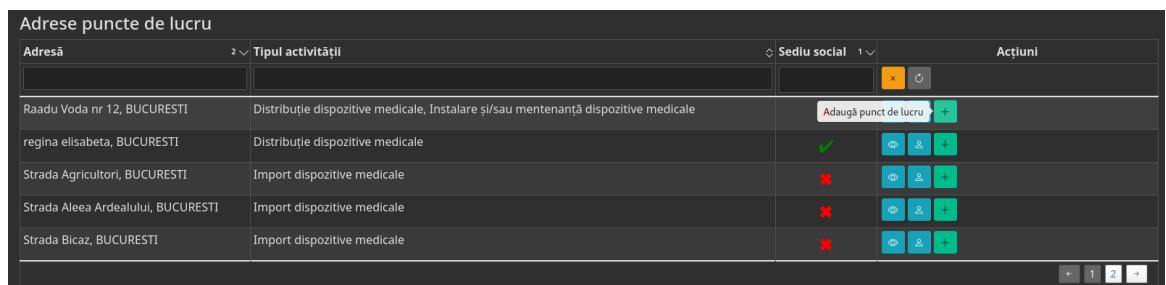 Adrese puncte de lucru
Adresă 2 Tipul activității Sediu social 1 Acțiuni
Raadu Voda nr 12, BUCURESTI Distribuție dispozitive medicale, Instalare și/sau mentenanță dispozitive medicale Adaugă punct de lucru
regina elisabeta, BUCURESTI Distribuție dispozitive medicale
Strada Agricultori, BUCURESTI Import dispozitive medicale
Strada Aleea Ardealului, BUCURESTI Import dispozitive medicale
Strada Bicaz, BUCURESTI Import dispozitive medicale
1 2